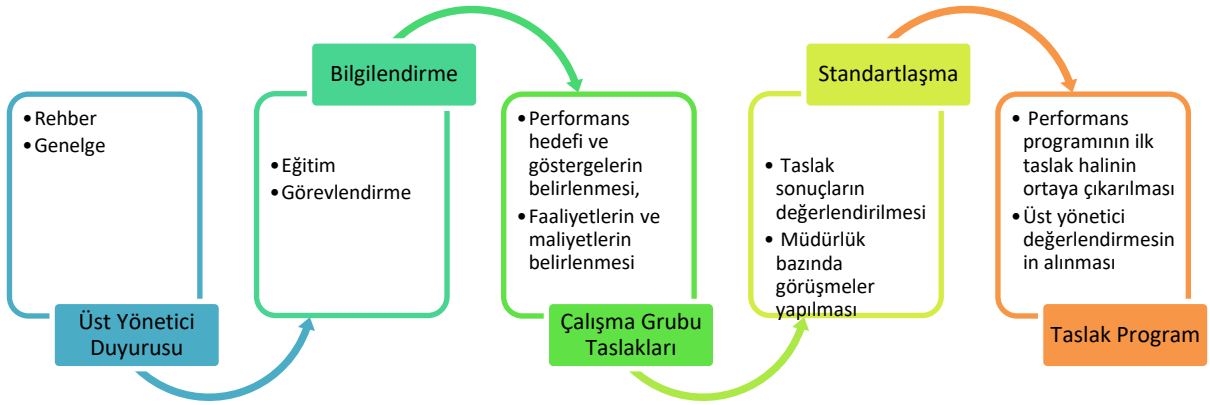 • Rehber
• Genelge
Üst Yönetici
Duyurusu
Bilgilendirme
• Eğitim
• Görevlendirme
• Performans
hedefi ve
göstergelerin
belirlenmesi,
• Faaliyetlerin ve
maliyetlerin
belirlenmesi
Çalışma Grubu
Taslakları
Standartlaşma
• Taslak
sonuçların
değerlendirilmesi
• Müdürlük
bazında
görüşmeler
yapılması
• Performans
programının ilk
taslak halinin
ortaya çıkarılması
• Üst yönetici
değerlendirmesin
in alınması
Taslak Program